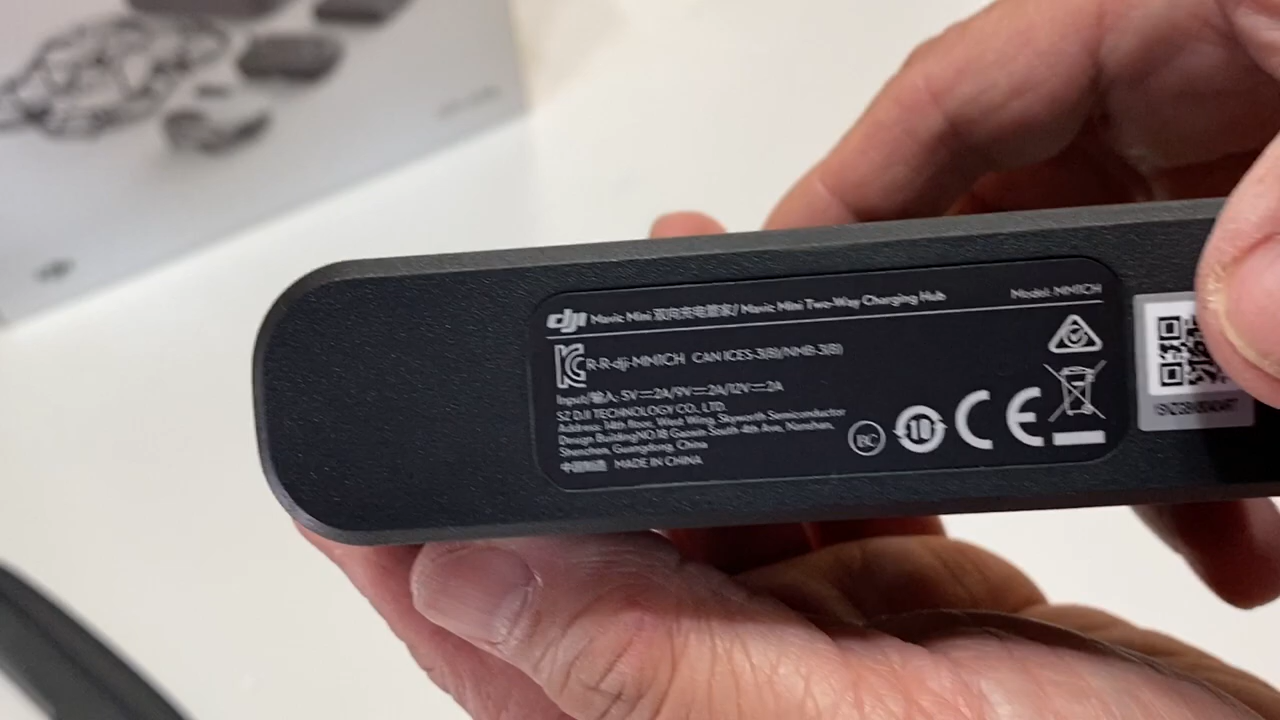 dji Mavic Mini 双向充电管家/ Mavic Mini Two-Way Charging Hub
Model: MM1CH
R-R-dji-MM1CH CAN ICES-3(B)/NMB-3(B)
Input/输入: 5V⎓2A/9V⎓2A/12V⎓2A
SZ DJI TECHNOLOGY CO., LTD.
Address: 14th floor, West Wing, Skyworth Semiconductor
Design BuildingNO.18 Gaoxin South 4th Ave, Nanshan,
Shenzhen, Guangdong, China
中国制造 MADE IN CHINA
BC
10
CE